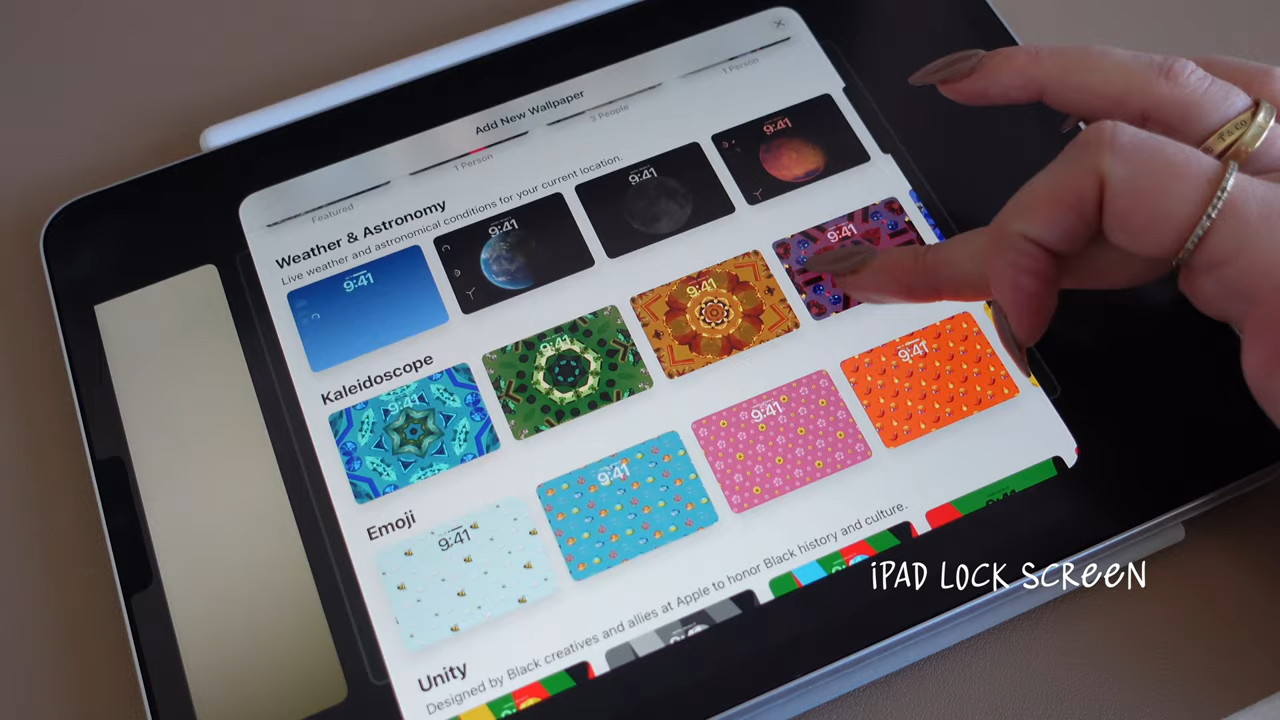 Add New Wallpaper
Featured
1 Person
3 People
1 Person
Weather & Astronomy
Live weather and astronomical conditions for your current location.
9:41
9:41
9:41
9:41
Kaleidoscope
9:41
9:41
9:41
9:41
Emoji
9:41
9:41
9:41
9:41
Unity
Designed by Black creatives and allies at Apple to honor Black history and culture.
iPAD LOCK SCREEN
T & CO